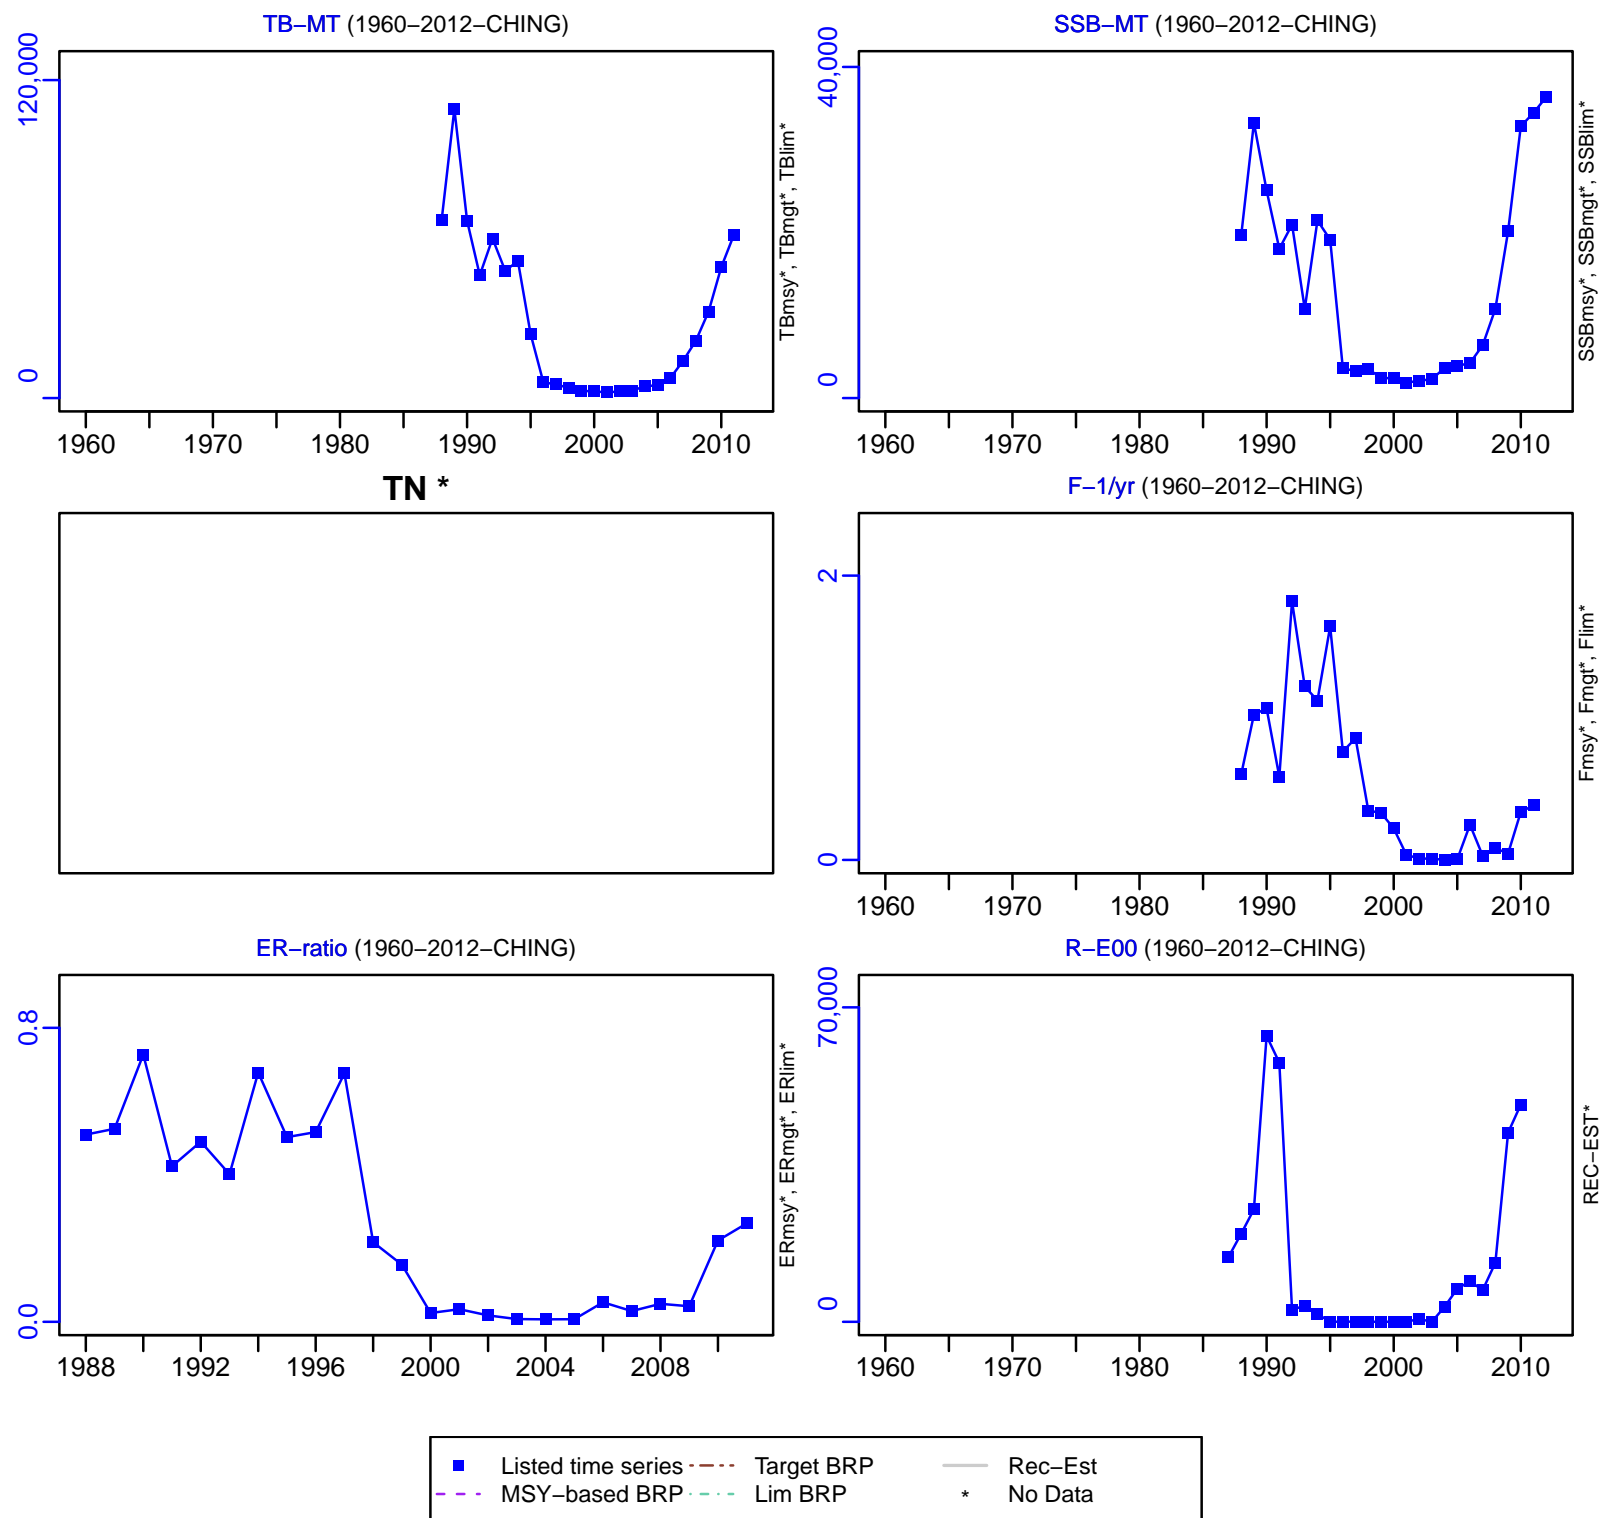 TB−MT (1960−2012−CHING)
120,000
0
TBmsy*, TBmgt*, TBlim*
1960 1970 1980 1990 2000 2010
SSB−MT (1960−2012−CHING)
40,000
0
SSBmsy*, SSBmgt*, SSBlim*
1960 1970 1980 1990 2000 2010
TN *
F−1/yr (1960−2012−CHING)
2
0
Fmsy*, Fmgt*, Flim*
1960 1970 1980 1990 2000 2010
ER−ratio (1960−2012−CHING)
0.8
0.0
ERmsy*, ERmgt*, ERlim*
1988 1992 1996 2000 2004 2008
R−E00 (1960−2012−CHING)
70,000
0
REC−EST*
1960 1970 1980 1990 2000 2010
Listed time series Target BRP Rec−Est
MSY−based BRP Lim BRP * No Data